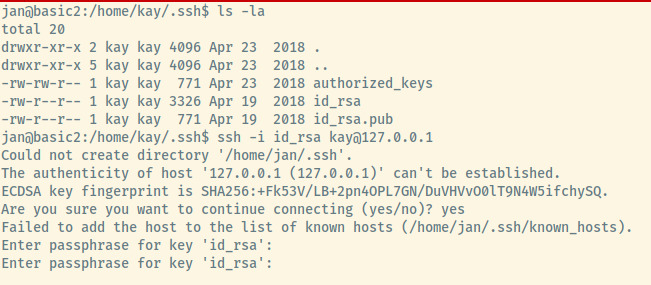 jan@basic2:/home/kay/.ssh$ ls -la
total 20
drwxr-xr-x 2 kay kay 4096 Apr 23  2018 .
drwxr-xr-x 5 kay kay 4096 Apr 23  2018 ..
-rw-rw-r-- 1 kay kay  771 Apr 23  2018 authorized_keys
-rw-r--r-- 1 kay kay 3326 Apr 19  2018 id_rsa
-rw-r--r-- 1 kay kay  771 Apr 19  2018 id_rsa.pub
jan@basic2:/home/kay/.ssh$ ssh -i id_rsa kay@127.0.0.1
Could not create directory '/home/jan/.ssh'.
The authenticity of host '127.0.0.1 (127.0.0.1)' can't be established.
ECDSA key fingerprint is SHA256:+Fk53V/LB+2pn4OPL7GN/DuVHVvO0lT9N4W5ifchySQ.
Are you sure you want to continue connecting (yes/no)? yes
Failed to add the host to the list of known hosts (/home/jan/.ssh/known_hosts).
Enter passphrase for key 'id_rsa':
Enter passphrase for key 'id_rsa':